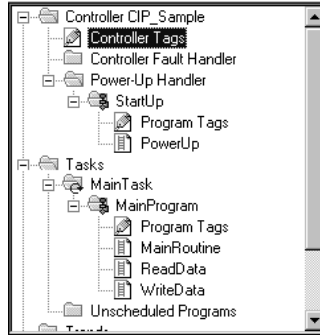 Controller CIP_Sample
Controller Tags
Controller Fault Handler
Power-Up Handler
StartUp
Program Tags
PowerUp
Tasks
MainTask
MainProgram
Program Tags
MainRoutine
ReadData
WriteData
Unscheduled Programs